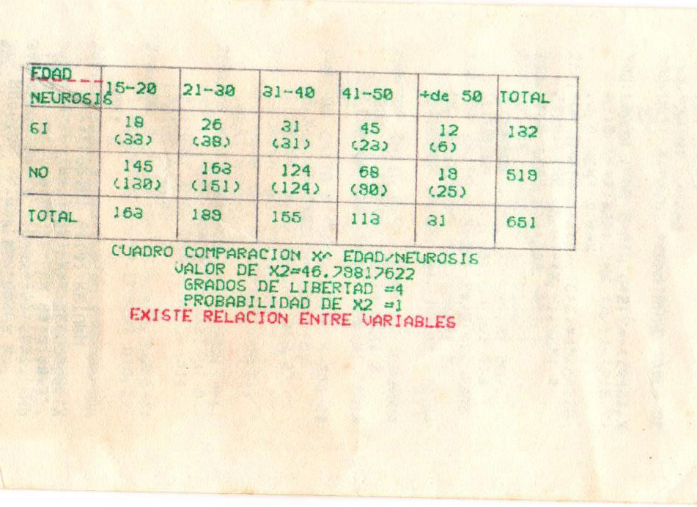 EDAD
NEUROSIS 15-20 21-30 31-40 41-50 +de 50 TOTAL
SI 18 26 31 45 12 132
(33) (38) (31) (23) (6)
NO 145 163 124 68 19 519
(130) (151) (124) (90) (25)
TOTAL 163 189 155 113 31 651
CUADRO COMPARACION X^ EDAD/NEUROSIS
VALOR DE X2=46.79817622
GRADOS DE LIBERTAD =4
PROBABILIDAD DE X2 =1
EXISTE RELACION ENTRE VARIABLES